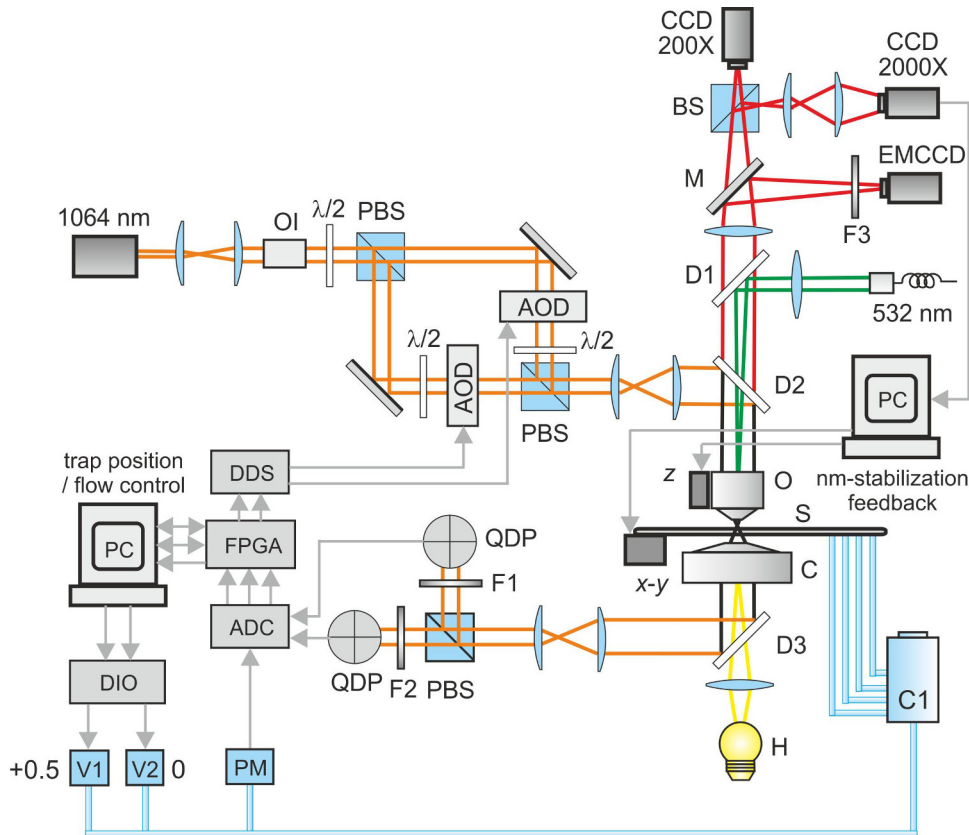 CCD
200X
CCD
2000X
BS
EMCCD
M
F3
1064 nm
OI
λ/2
PBS
D1
532 nm
AOD
λ/2
λ/2
AOD
PBS
D2
PC
nm-stabilization
feedback
trap position
/ flow control
DDS
z
O
S
PC
FPGA
QDP
F1
x-y
C
ADC
QDP
F2
PBS
D3
DIO
C1
H
+0.5
V1
V2
0
PM